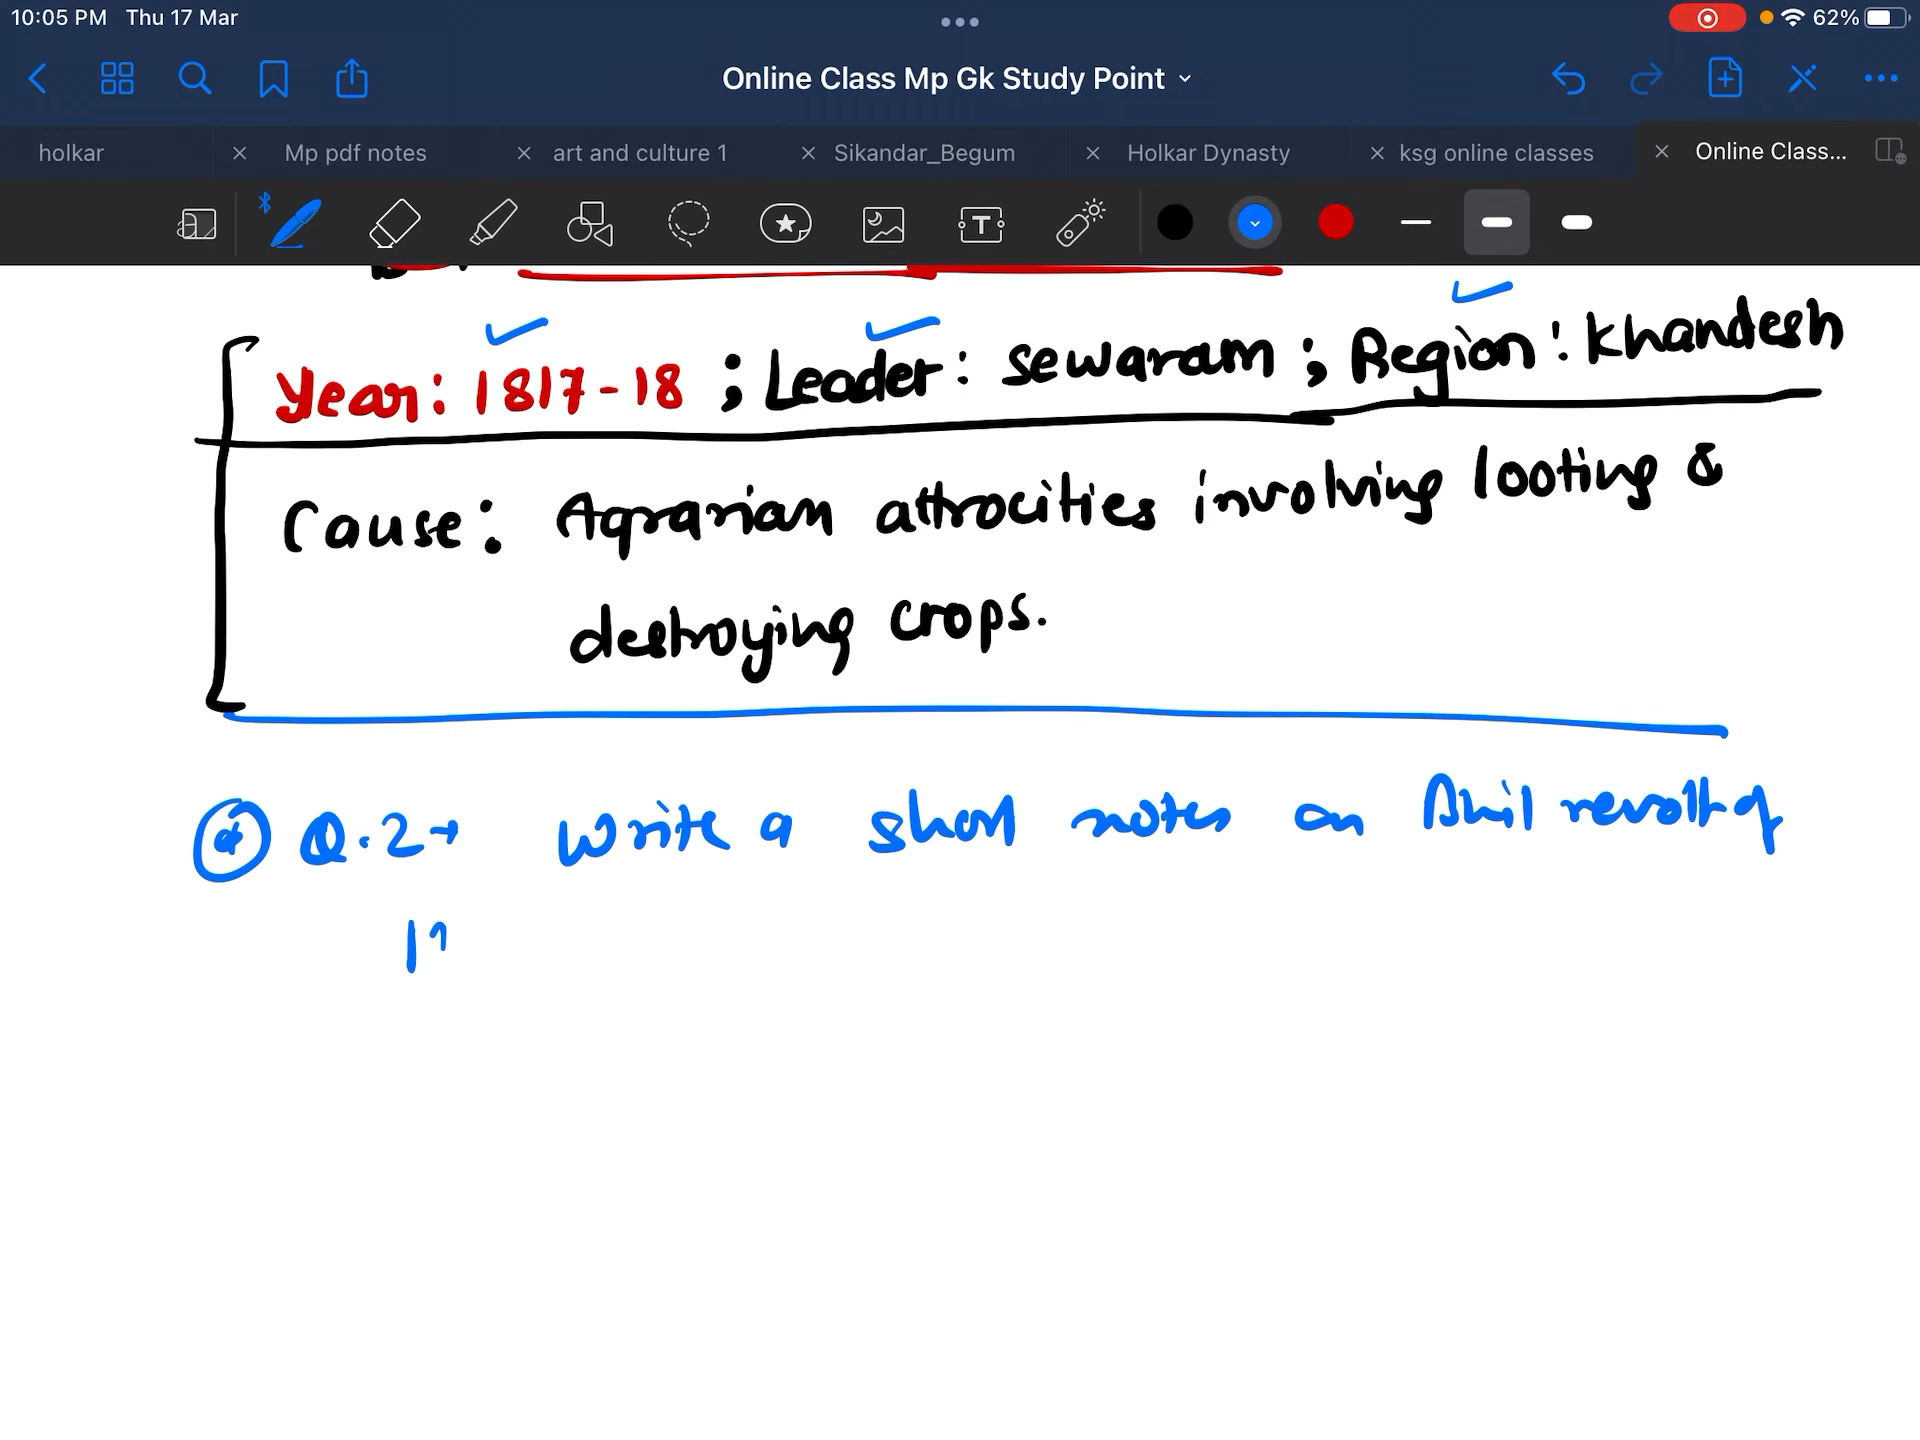 10:05 PM Thu 17 Mar
62%
Online Class Mp Gk Study Point
holkar
Mp pdf notes
art and culture 1
Sikandar_Begum
Holkar Dynasty
ksg online classes
Online Class...
Year: 1817-18 ; Leader: Sewaram ; Region: Khandesh
Cause: Agrarian attrocities involving looting &
destroying crops.
Q.2→ Write a short notes on Bhil revolt of